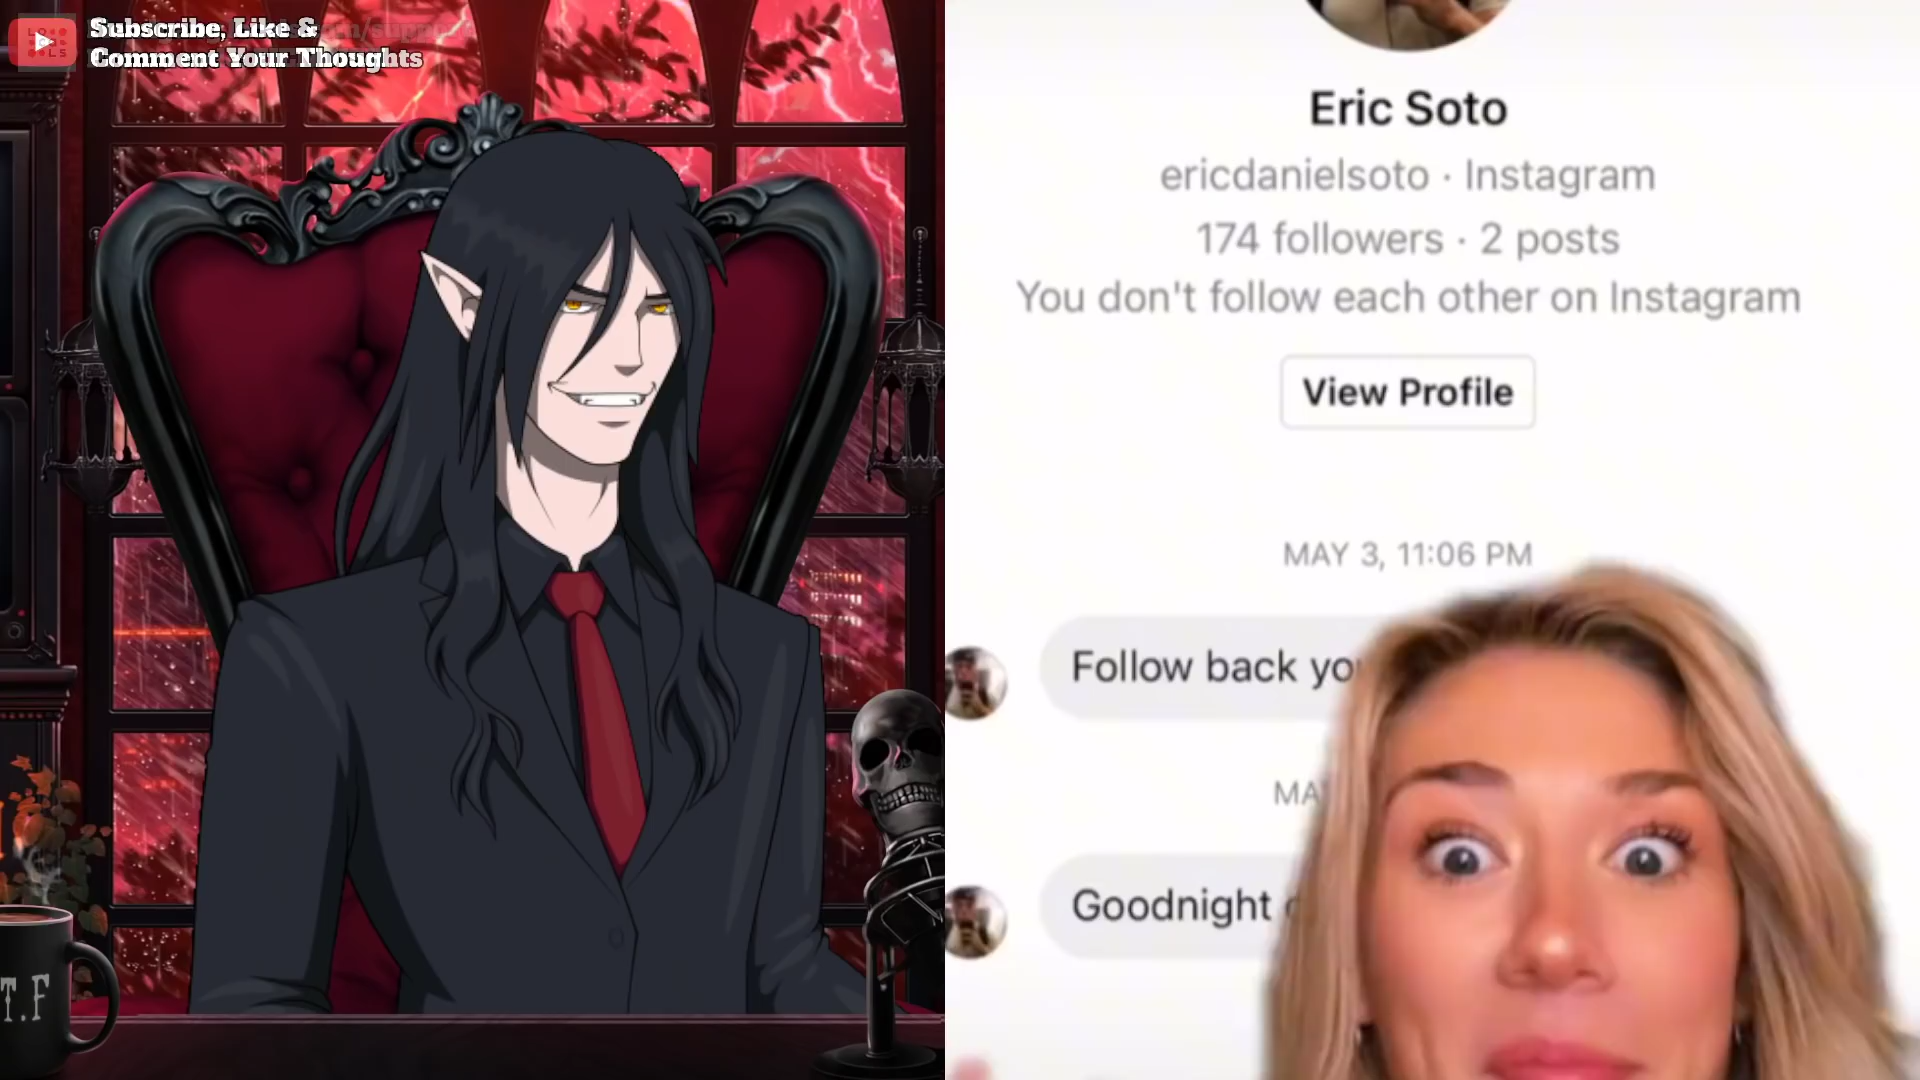 Subscribe, Like &
Comment Your Thoughts
T.F
Eric Soto
ericdanielsoto · Instagram
174 followers · 2 posts
You don't follow each other on Instagram
View Profile
MAY 3, 11:06 PM
Follow back
Goodnight